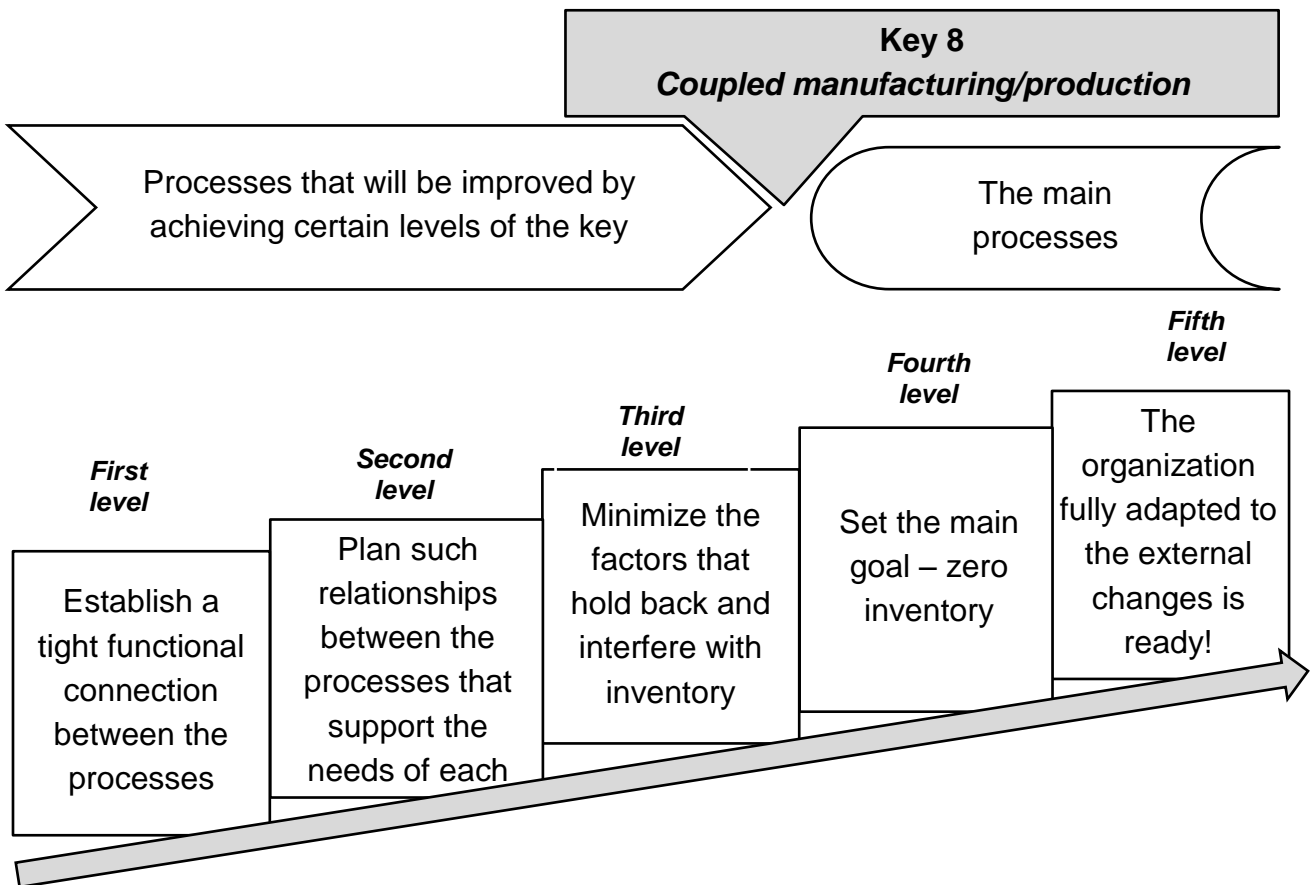 Key 8
Coupled manufacturing/production
Processes that will be improved by
achieving certain levels of the key
The main
processes
First
level
Establish a
tight functional
connection
between the
processes
Second
level
Plan such
relationships
between the
processes that
support the
needs of each
Third
level
Minimize the
factors that
hold back and
interfere with
inventory
Fourth
level
Set the main
goal – zero
inventory
Fifth
level
The
organization
fully adapted to
the external
changes is
ready!